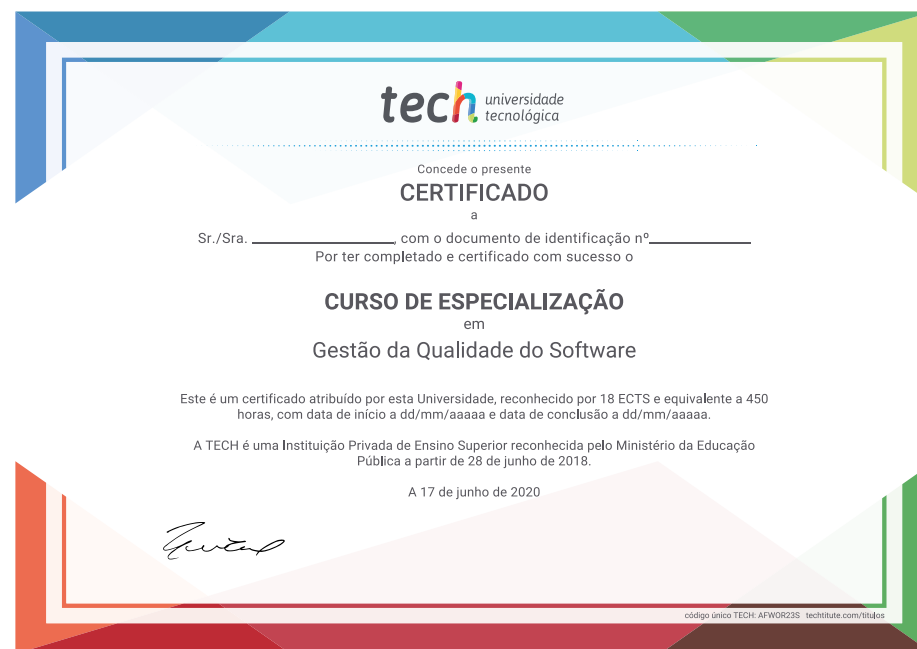 tech universidade
tecnológica
Concede o presente
CERTIFICADO
a
Sr./Sra. ____________, com o documento de identificação nº____________
Por ter completado e certificado com sucesso o
CURSO DE ESPECIALIZAÇÃO
em
Gestão da Qualidade do Software
Este é um certificado atribuído por esta Universidade, reconhecido por 18 ECTS e equivalente a 450
horas, com data de início a dd/mm/aaaaa e data de conclusão a dd/mm/aaaaa.
A TECH é uma Instituição Privada de Ensino Superior reconhecida pelo Ministério da Educação
Pública a partir de 28 de junho de 2018.
A 17 de junho de 2020
código único TECH: AFWOR23S techtitute.com/titulos